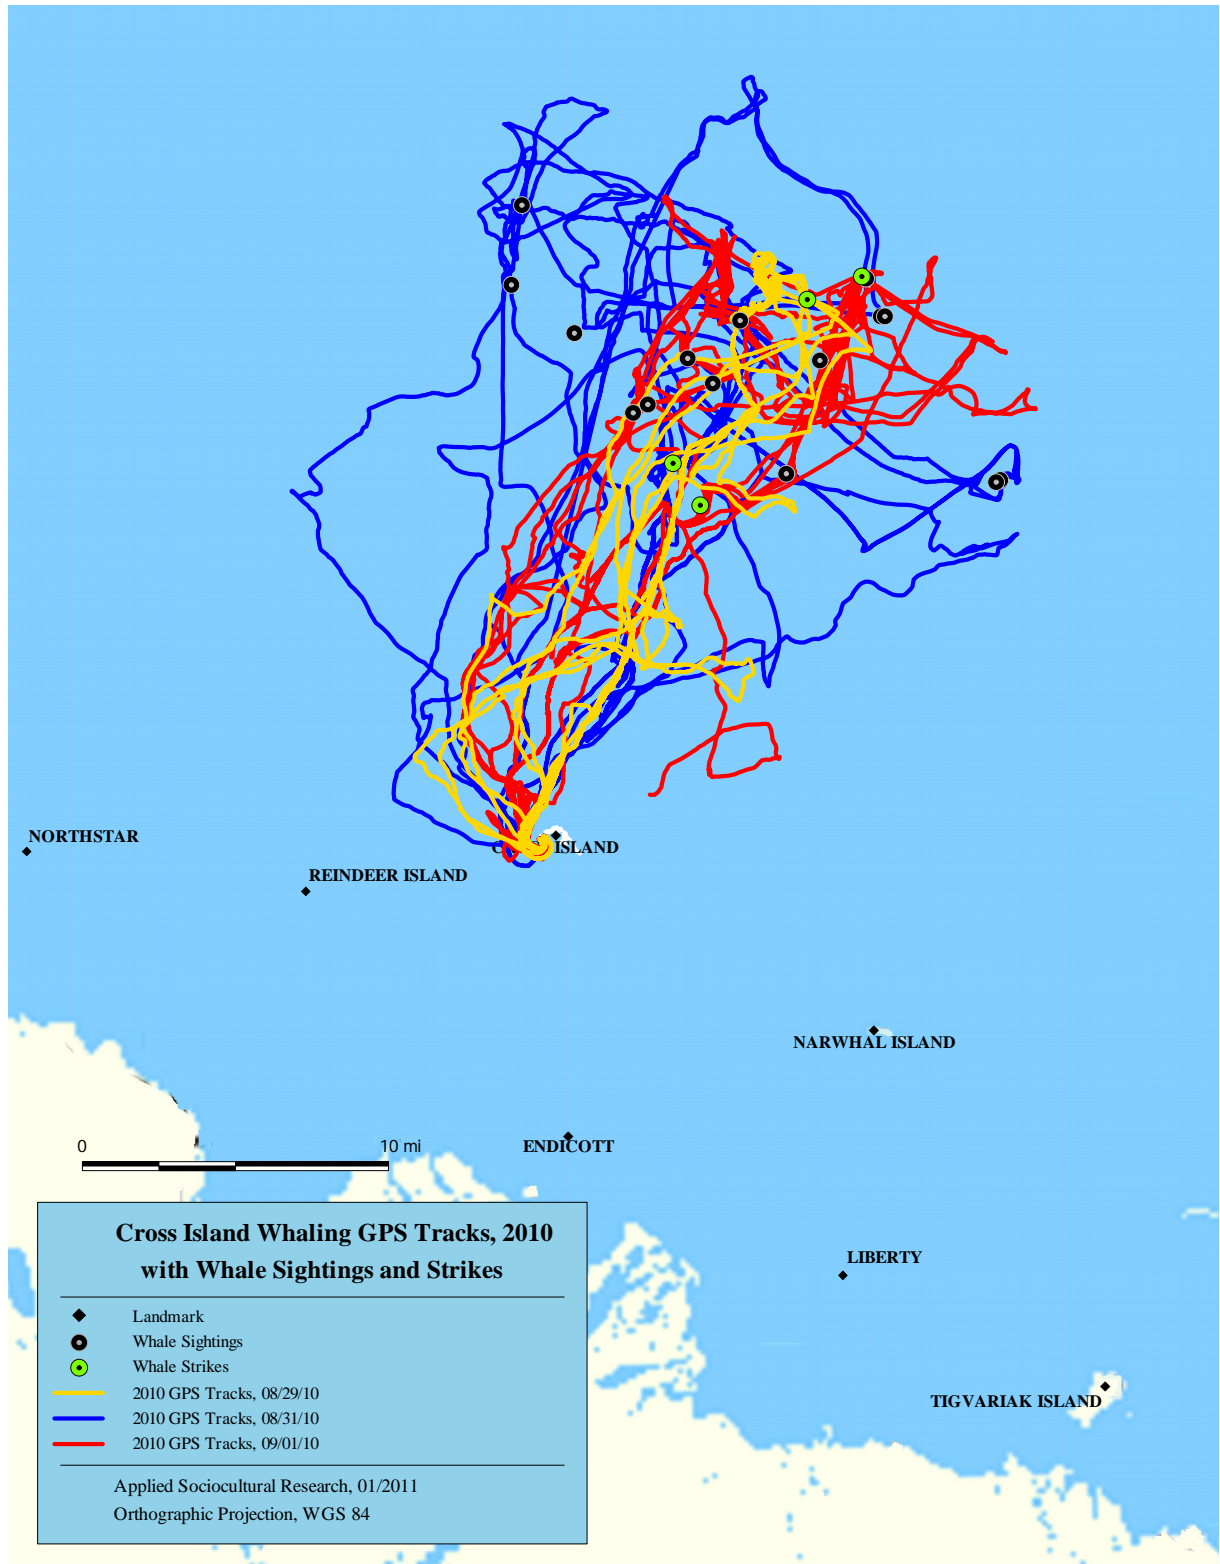 NORTHSTAR
ISLAND
REINDEER ISLAND
NARWHAL ISLAND
ENDICOTT
0 10 mi
LIBERTY
TIGVARIAK ISLAND
Cross Island Whaling GPS Tracks, 2010
with Whale Sightings and Strikes
Landmark
Whale Sightings
Whale Strikes
2010 GPS Tracks, 08/29/10
2010 GPS Tracks, 08/31/10
2010 GPS Tracks, 09/01/10
Applied Sociocultural Research, 01/2011
Orthographic Projection, WGS 84